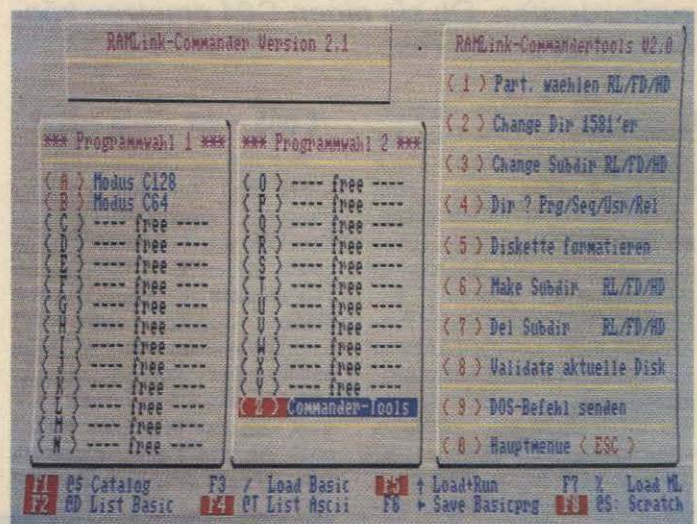 RAMLink-Commander Version 2.1
*** Programmwahl 1 ***
( A ) Modus C128
( B ) Modus C64
( C ) ---- free ----
( D ) ---- free ----
( E ) ---- free ----
( F ) ---- free ----
( G ) ---- free ----
( H ) ---- free ----
( I ) ---- free ----
( J ) ---- free ----
( K ) ---- free ----
( L ) ---- free ----
( M ) ---- free ----
( N ) ---- free ----
*** Programmwahl 2 ***
( O ) ---- free ----
( P ) ---- free ----
( Q ) ---- free ----
( R ) ---- free ----
( S ) ---- free ----
( T ) ---- free ----
( U ) ---- free ----
( V ) ---- free ----
( W ) ---- free ----
( X ) ---- free ----
( Y ) ---- free ----
( Z ) Commander-Tools
RAMLink-Commandertools V2.0
( 1 ) Part. waehlen RL/FD/HD
( 2 ) Change Dir 1581'er
( 3 ) Change Subdir RL/FD/HD
( 4 ) Dir ? Prg/Seq/Usr/Rel
( 5 ) Diskette formatieren
( 6 ) Make Subdir RL/FD/HD
( 7 ) Del Subdir RL/FD/HD
( 8 ) Validate aktuelle Disk
( 9 ) DOS-Befehl senden
( 0 ) Hauptmenue ( ESC )
F1 @$ Catalog F3 / Load Basic F5 ↑ Load+Run F7 % Load ML
F2 @D List Basic F4 @T List Ascii F6 ← Save Basicprg F8 @S: Scratch